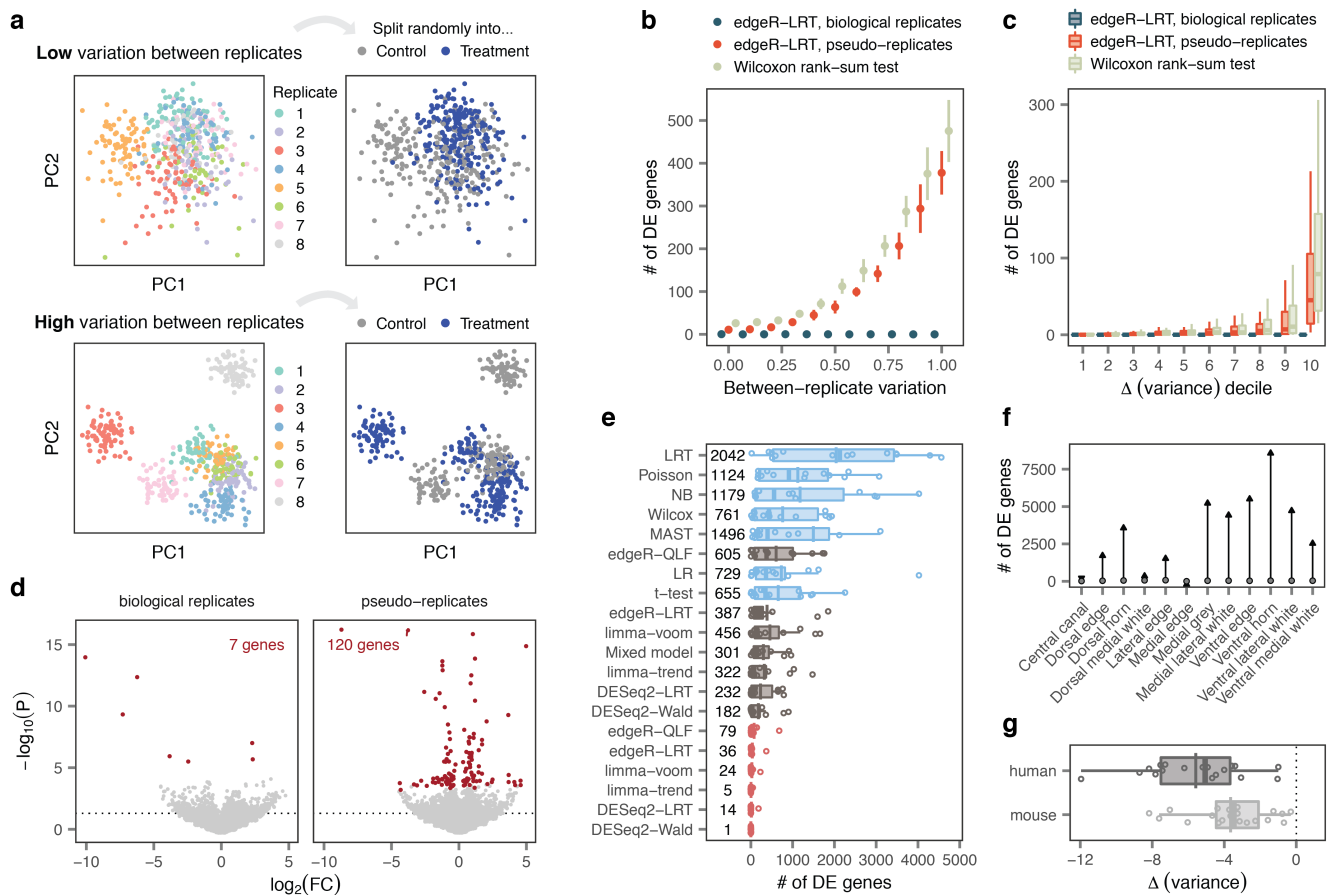 a
Split randomly into...
Low variation between replicates
Control Treatment
Replicate
1
2
3
4
5
6
7
8
PC2
PC1
PC1
High variation between replicates
Control Treatment
1
2
3
4
5
6
7
8
PC2
PC1
PC1
b
edgeR−LRT, biological replicates
edgeR−LRT, pseudo−replicates
Wilcoxon rank−sum test
# of DE genes
500
400
300
200
100
0
0.00 0.25 0.50 0.75 1.00
Between−replicate variation
c
edgeR−LRT, biological replicates
edgeR−LRT, pseudo−replicates
Wilcoxon rank−sum test
# of DE genes
300
200
100
0
1 2 3 4 5 6 7 8 9 10
Δ (variance) decile
d
biological replicates
pseudo−replicates
7 genes
120 genes
−log10(P)
15
10
5
0
−10 −5 0 5
−10 −5 0 5
log2(FC)
e
LRT 2042
Poisson 1124
NB 1179
Wilcox 761
MAST 1496
edgeR−QLF 605
LR 729
t−test 655
edgeR−LRT 387
limma−voom 456
Mixed model 301
limma−trend 322
DESeq2−LRT 232
DESeq2−Wald 182
edgeR−QLF 79
edgeR−LRT 36
limma−voom 24
limma−trend 5
DESeq2−LRT 14
DESeq2−Wald 1
0 1000 2000 3000 4000 5000
# of DE genes
f
# of DE genes
7500
5000
2500
0
Central canal
Dorsal edge
Dorsal horn
Dorsal medial white
Lateral edge
Medial edge
Medial grey
Medial lateral white
Ventral edge
Ventral horn
Ventral lateral white
Ventral medial white
g
human
mouse
−12 −8 −4 0
Δ (variance)